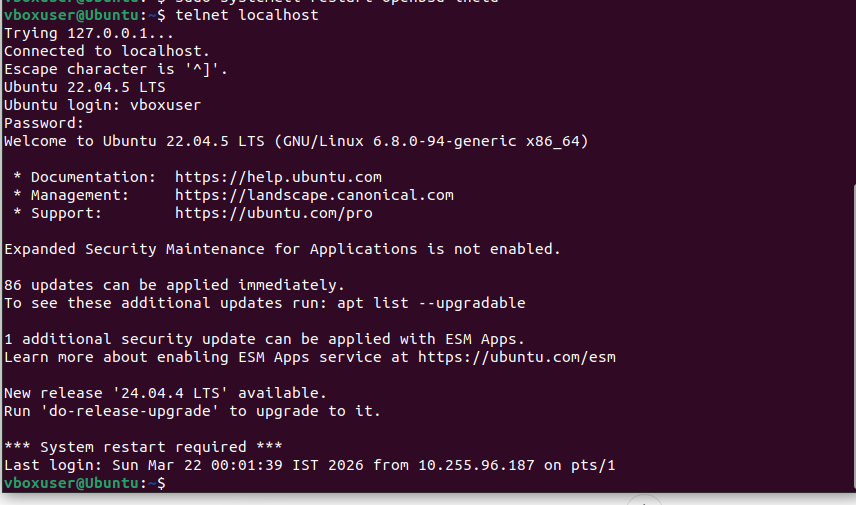 vboxuser@Ubuntu:~$ telnet localhost
Trying 127.0.0.1...
Connected to localhost.
Escape character is '^]'.
Ubuntu 22.04.5 LTS
Ubuntu login: vboxuser
Password:
Welcome to Ubuntu 22.04.5 LTS (GNU/Linux 6.8.0-94-generic x86_64)
* Documentation:  https://help.ubuntu.com
* Management:     https://landscape.canonical.com
* Support:        https://ubuntu.com/pro
Expanded Security Maintenance for Applications is not enabled.
86 updates can be applied immediately.
To see these additional updates run: apt list --upgradable
1 additional security update can be applied with ESM Apps.
Learn more about enabling ESM Apps service at https://ubuntu.com/esm
New release '24.04.4 LTS' available.
Run 'do-release-upgrade' to upgrade to it.
*** System restart required ***
Last login: Sun Mar 22 00:01:39 IST 2026 from 10.255.96.187 on pts/1
vboxuser@Ubuntu:~$